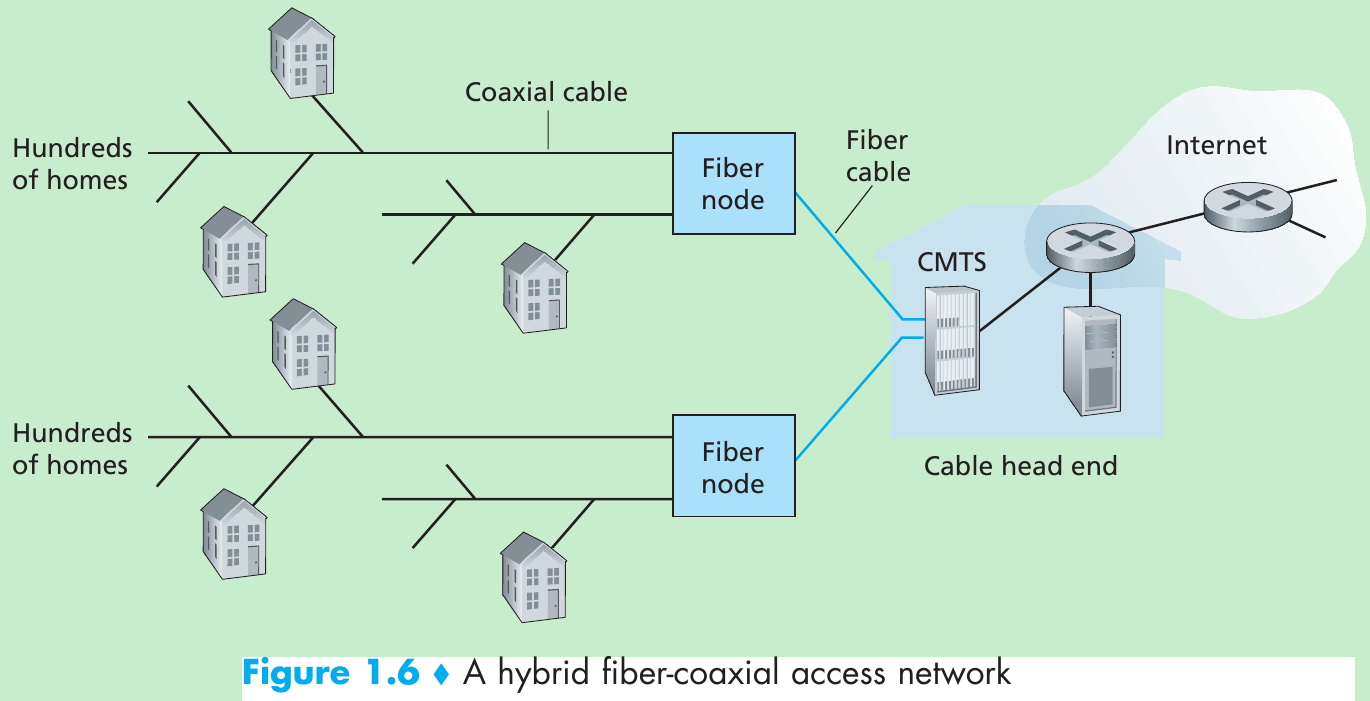 Coaxial cable
Hundreds
of homes
Fiber
node
Fiber
cable
Internet
CMTS
Hundreds
of homes
Fiber
node
Cable head end
Figure 1.6 ♦ A hybrid fiber-coaxial access network